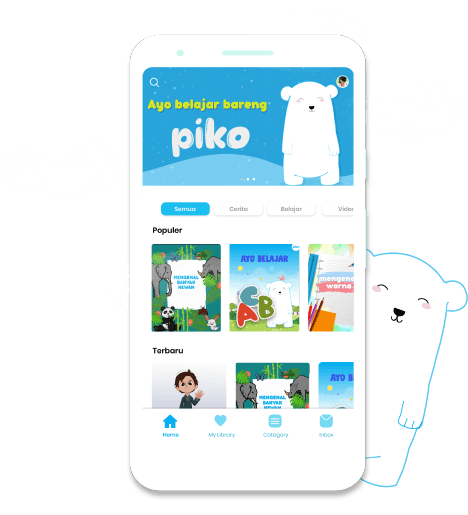 Ayo belajar bareng
piko
Semua
Cerita
Belajar
Video
Populer
MENGENAL
BANYAK
HEWAN
AYO BELAJAR
A C B
mengenal
warna
Terbaru
MENGENAL
BANYAK
HEWAN
AYO B
Home
My Library
Category
Inbox